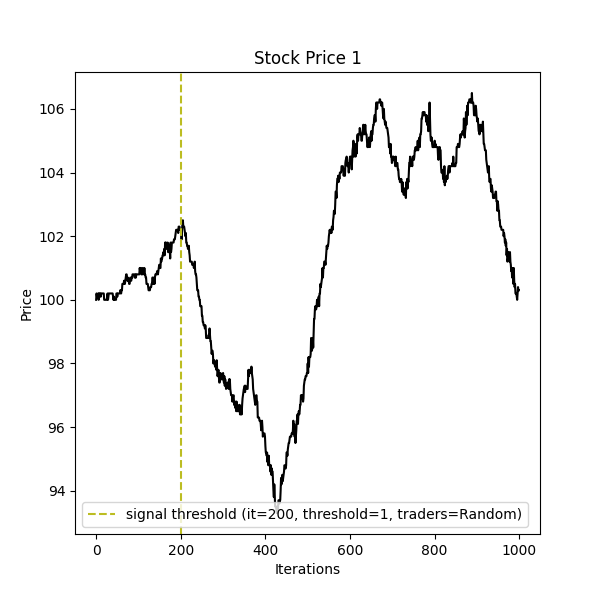 Stock Price 1
Price
106
104
102
100
98
96
94
signal threshold (it=200, threshold=1, traders=Random)
0 200 400 600 800 1000
Iterations